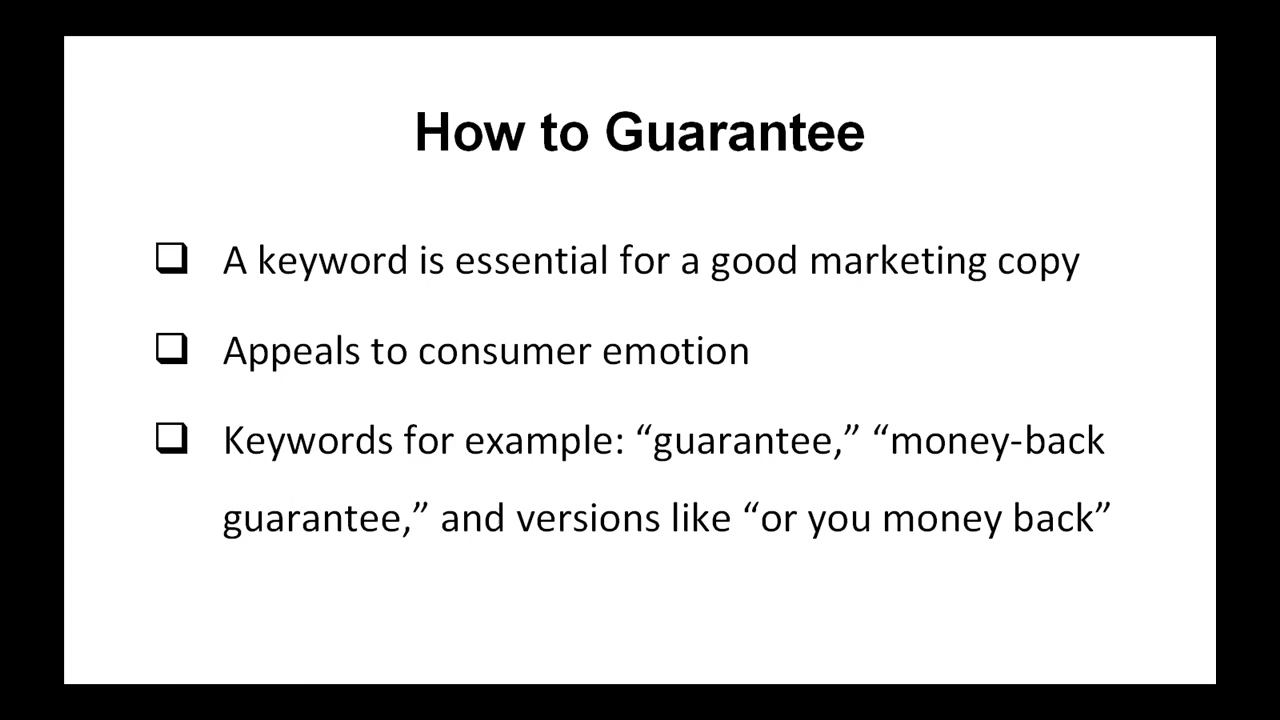 How to Guarantee
A keyword is essential for a good marketing copy
Appeals to consumer emotion
Keywords for example: “guarantee,” “money-back
guarantee,” and versions like “or you money back”